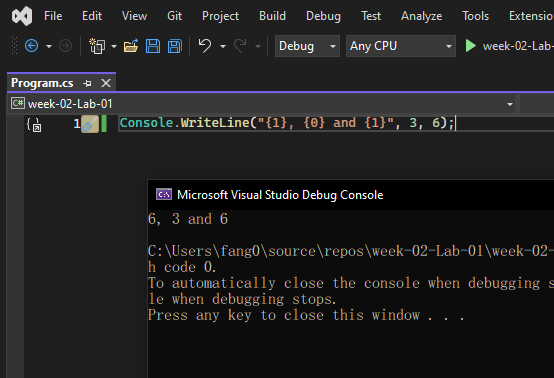 File Edit View Git Project Build Debug Test Analyze Tools Extensio
Debug Any CPU week-02-Lab-
Program.cs
C# week-02-Lab-01
1 Console.WriteLine("{1}, {0} and {1}", 3, 6);
C:\ Microsoft Visual Studio Debug Console
6, 3 and 6
C:\Users\fang0\source\repos\week-02-Lab-01\week-02-
h code 0.
To automatically close the console when debugging s
le when debugging stops.
Press any key to close this window . . .